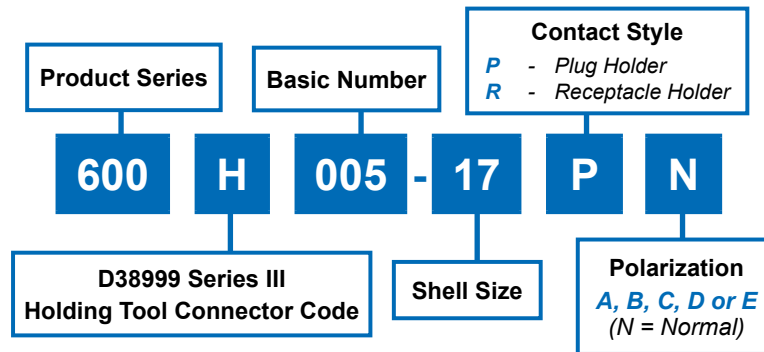 Contact Style
P - Plug Holder
R - Receptacle Holder
Product Series
Basic Number
600 H 005 - 17 P N
D38999 Series III
Holding Tool Connector Code
Shell Size
Polarization
A, B, C, D or E
(N = Normal)